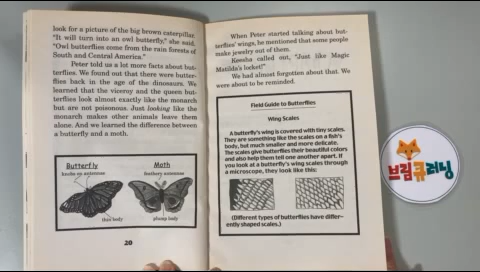 look for a picture of the big brown caterpillar.
"It will turn into an owl butterfly," she said.
"Owl butterflies come from the rain forests of
South and Central America."
Peter told us a lot more facts about but-
terflies. We found out that there were butter-
flies back in the age of the dinosaurs. We
learned that the viceroy and the queen but-
terflies look almost exactly like the monarch
but are not poisonous. Just looking like the
monarch makes other animals leave them
alone. And we learned the difference between
a butterfly and a moth.
Butterfly
knobs on antennae
thin body
Moth
feathery antennae
plump body
20
When Peter started talking about but-
terflies' wings, he mentioned that some people
make jewelry out of them.
Keesha called out, "Just like Magic
Matilda's locket!"
We had almost forgotten about that. We
were about to be reminded.
Field Guide to Butterflies
Wing Scales
A butterfly's wing is covered with tiny scales.
They are something like the scales on a fish's
body, but much smaller and more delicate.
The scales give butterflies their beautiful colors
and also help them tell one another apart. If
you look at a butterfly's wing scales through
a microscope, they look like this:
(Different types of butterflies have differ-
ently shaped scales.)
브림큐러닝